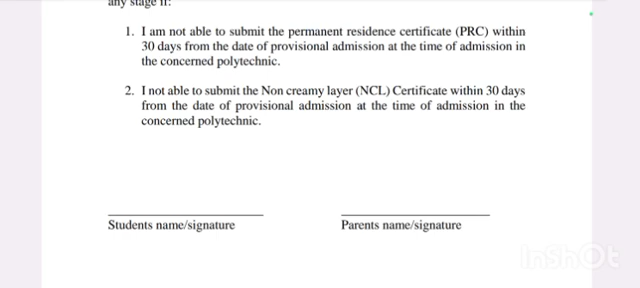 any stage if:
1. I am not able to submit the permanent residence certificate (PRC) within
30 days from the date of provisional admission at the time of admission in
the concerned polytechnic.
2. I not able to submit the Non creamy layer (NCL) Certificate within 30 days
from the date of provisional admission at the time of admission in the
concerned polytechnic.
Students name/signature
Parents name/signature
InShOt